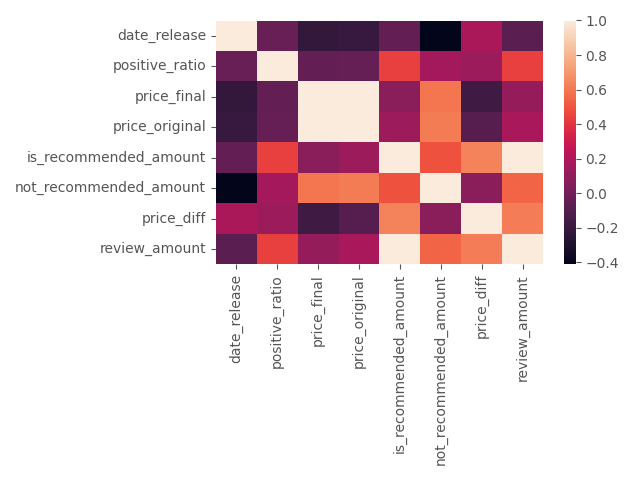 date_release
positive_ratio
price_final
price_original
is_recommended_amount
not_recommended_amount
price_diff
review_amount
date_release
positive_ratio
price_final
price_original
is_recommended_amount
not_recommended_amount
price_diff
review_amount
1.0
0.8
0.6
0.4
0.2
0.0
−0.2
−0.4